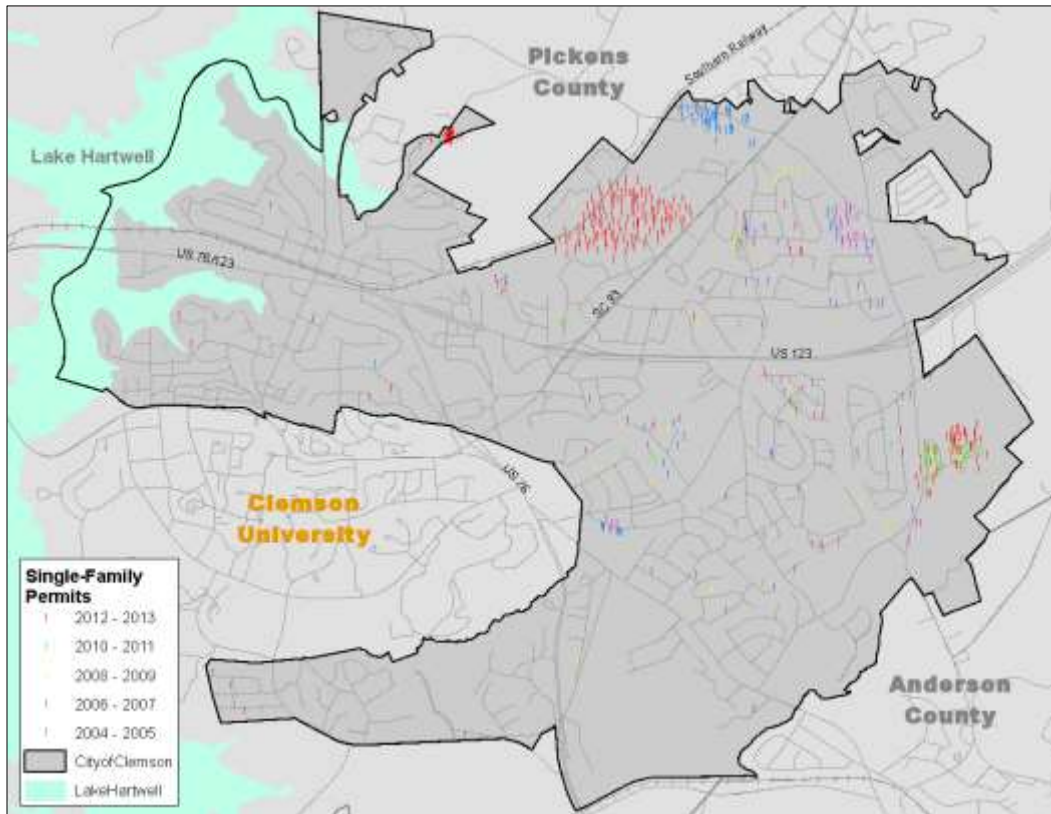 Pickens
County
Southern Railway
Lake Hartwell
US 76/123
SC 93
US 123
US 76
Clemson
University
Anderson
County
Single-Family
Permits
2012 - 2013
2010 - 2011
2008 - 2009
2006 - 2007
2004 - 2005
CityofClemson
LakeHartwell